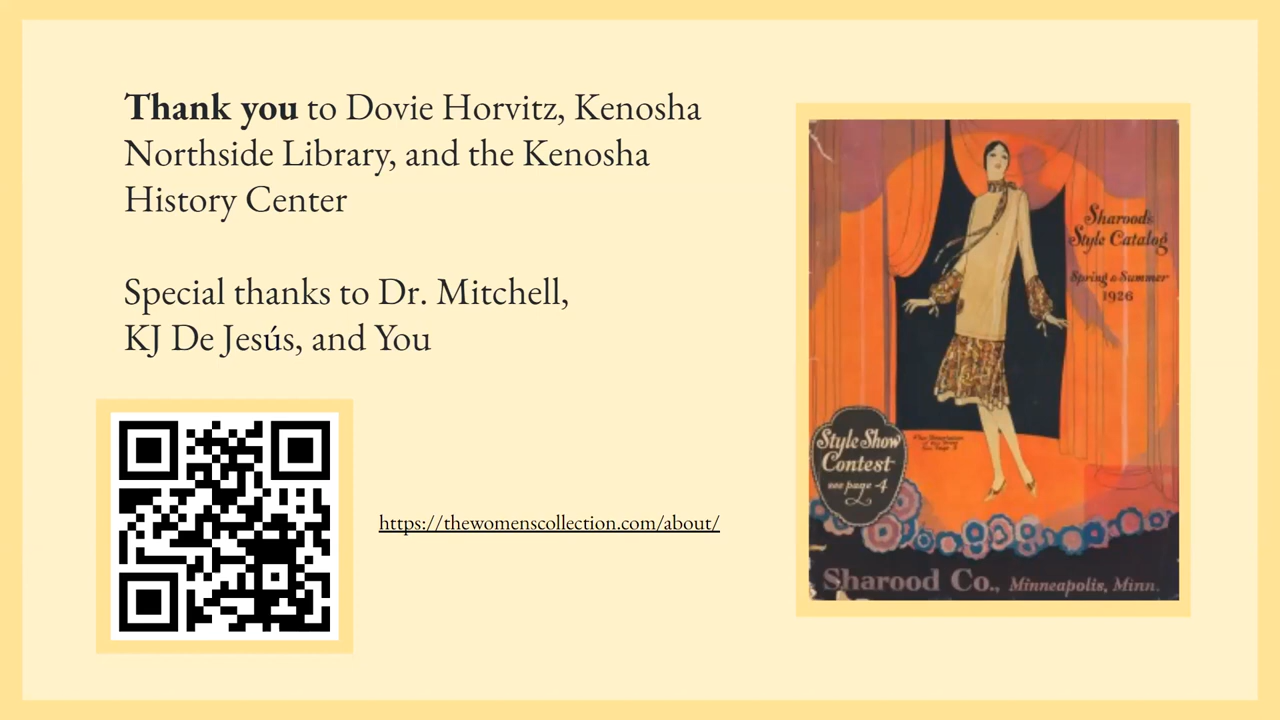 Thank you to Dovie Horvitz, Kenosha
Northside Library, and the Kenosha
History Center
Special thanks to Dr. Mitchell,
KJ De Jesús, and You
https://thewomenscollection.com/about/
Sharood's
Style Catalog
Spring & Summer
1926
Style Show
Contest
see page 4
Sharood Co., Minneapolis, Minn.